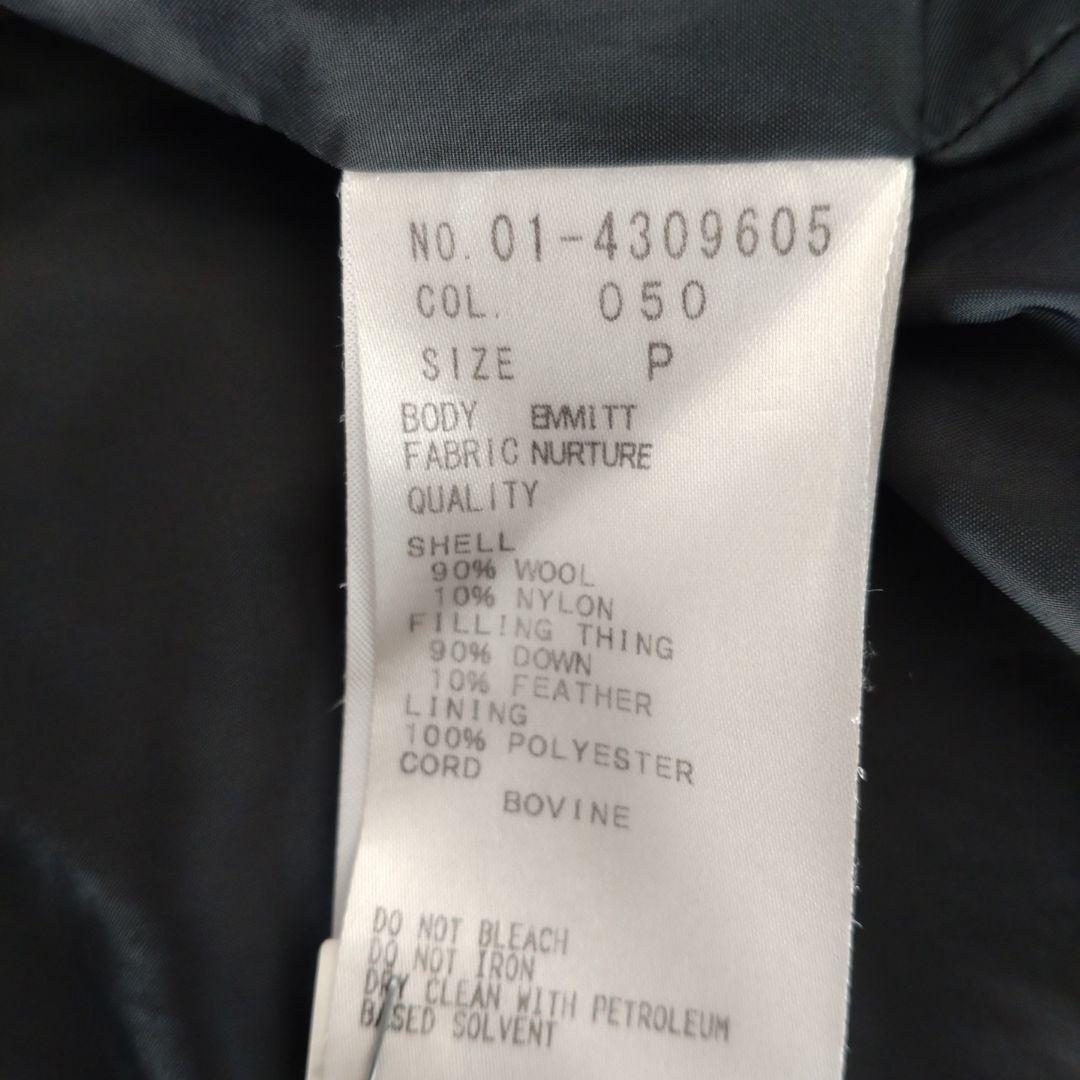 NO. 01-4309605
COL. 050
SIZE P
BODY EMMITT
FABRIC NURTURE
QUALITY
SHELL
90% WOOL
10% NYLON
FILLING THING
90% DOWN
10% FEATHER
LINING
100% POLYESTER
CORD
BOVINE
DO NOT BLEACH
DO NOT IRON
DRY CLEAN WITH PETROLEUM
BASED SOLVENT